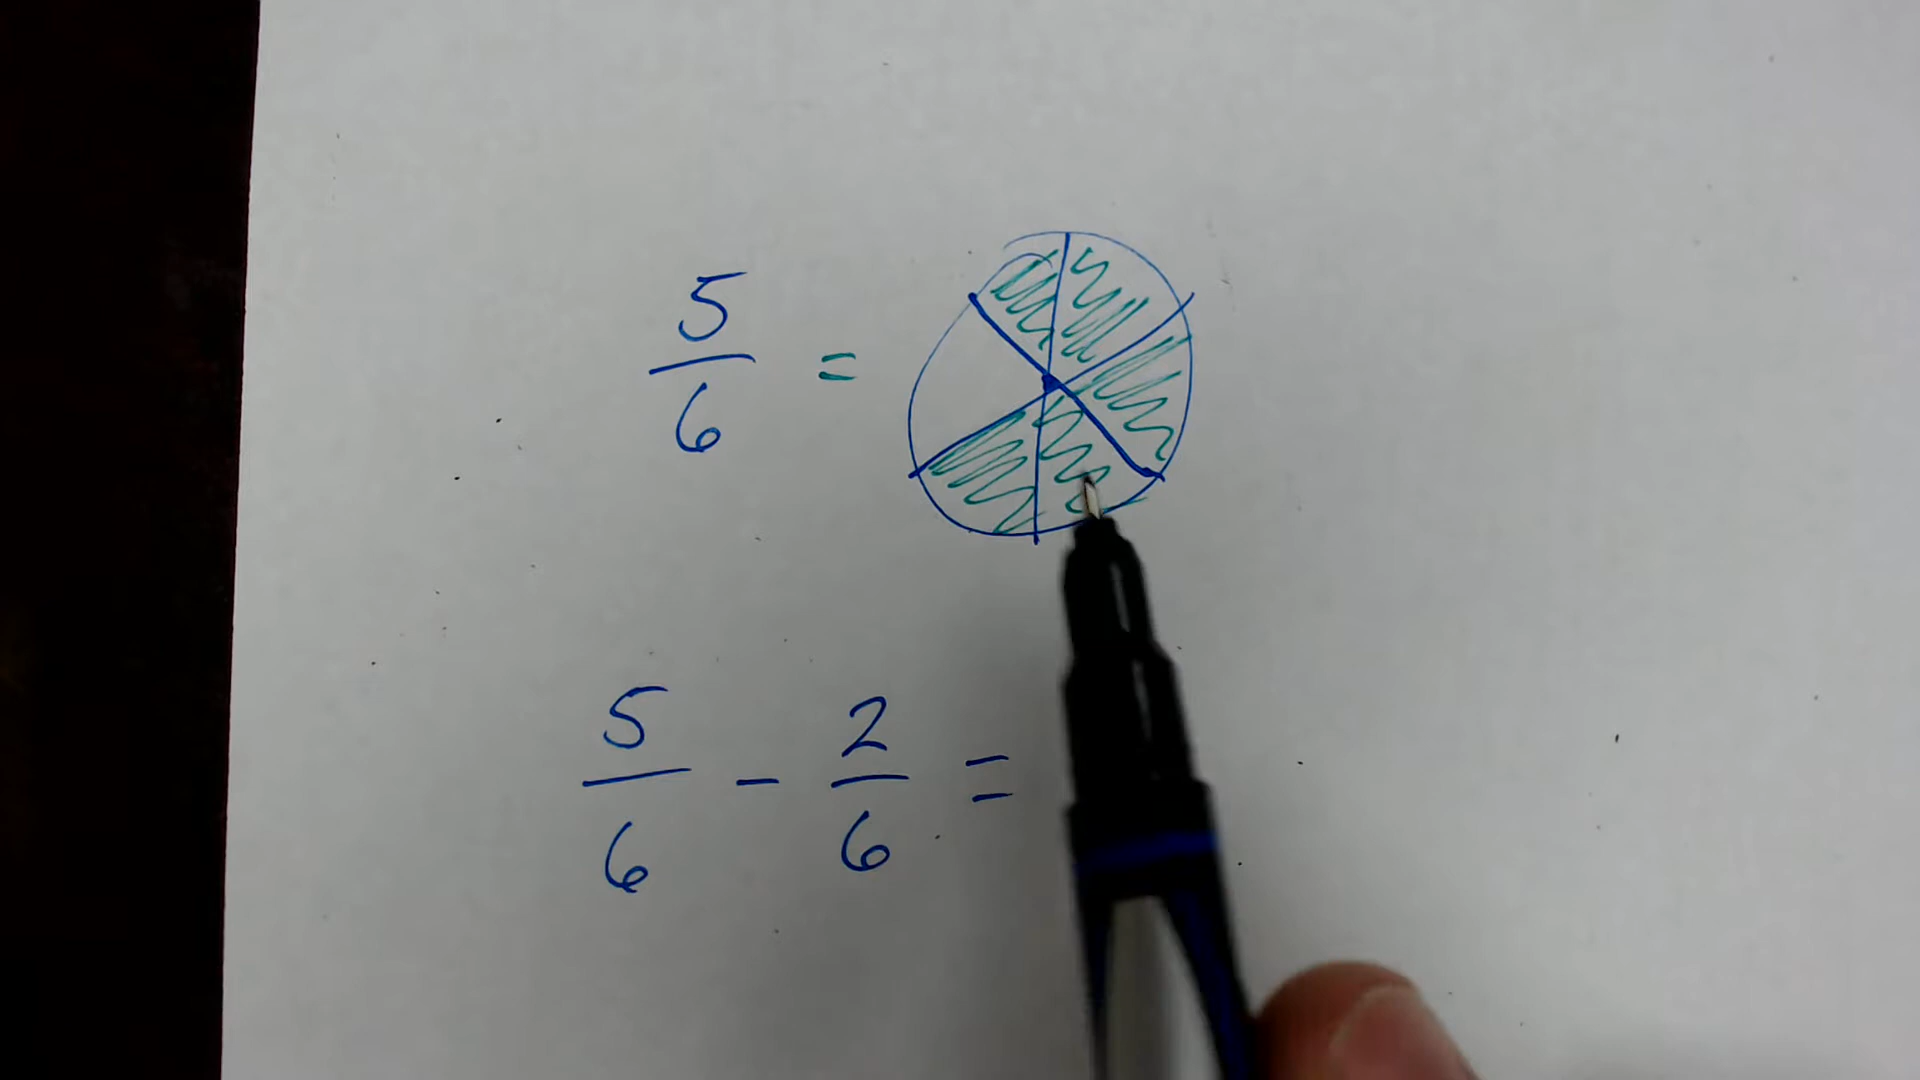 5/6 =
5/6 - 2/6 =